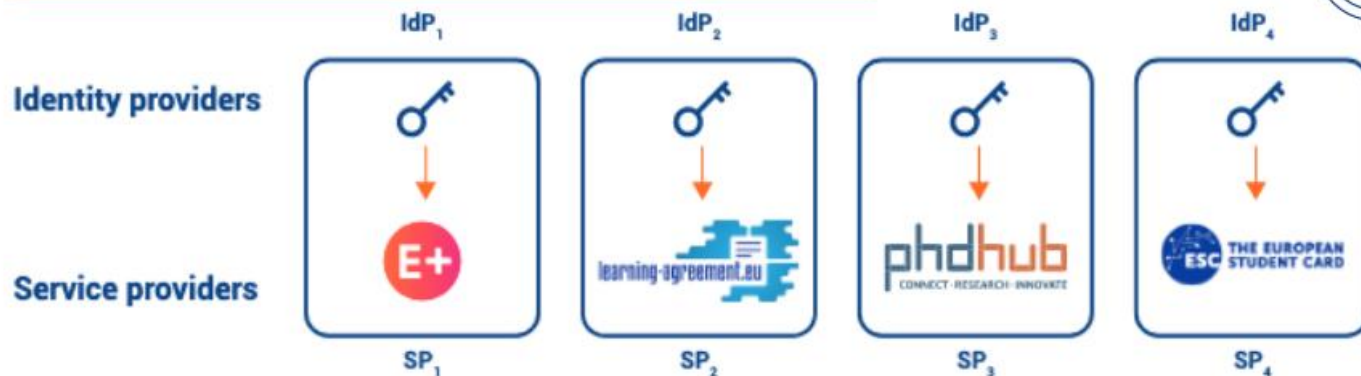 IdP₁ IdP₂ IdP₃ IdP₄
Identity providers
E+
learning-agreement.eu
phdhub
CONNECT · RESEARCH · INNOVATE
ESC THE EUROPEAN
STUDENT CARD
Service providers
SP₁ SP₂ SP₃ SP₄